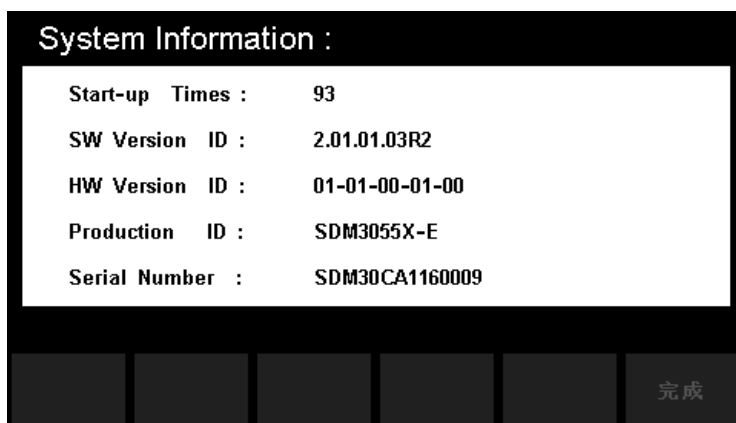 System Information :
Start-up Times : 93
SW Version ID : 2.01.01.03R2
HW Version ID : 01-01-00-01-00
Production ID : SDM3055X-E
Serial Number : SDM30CA1160009
完成